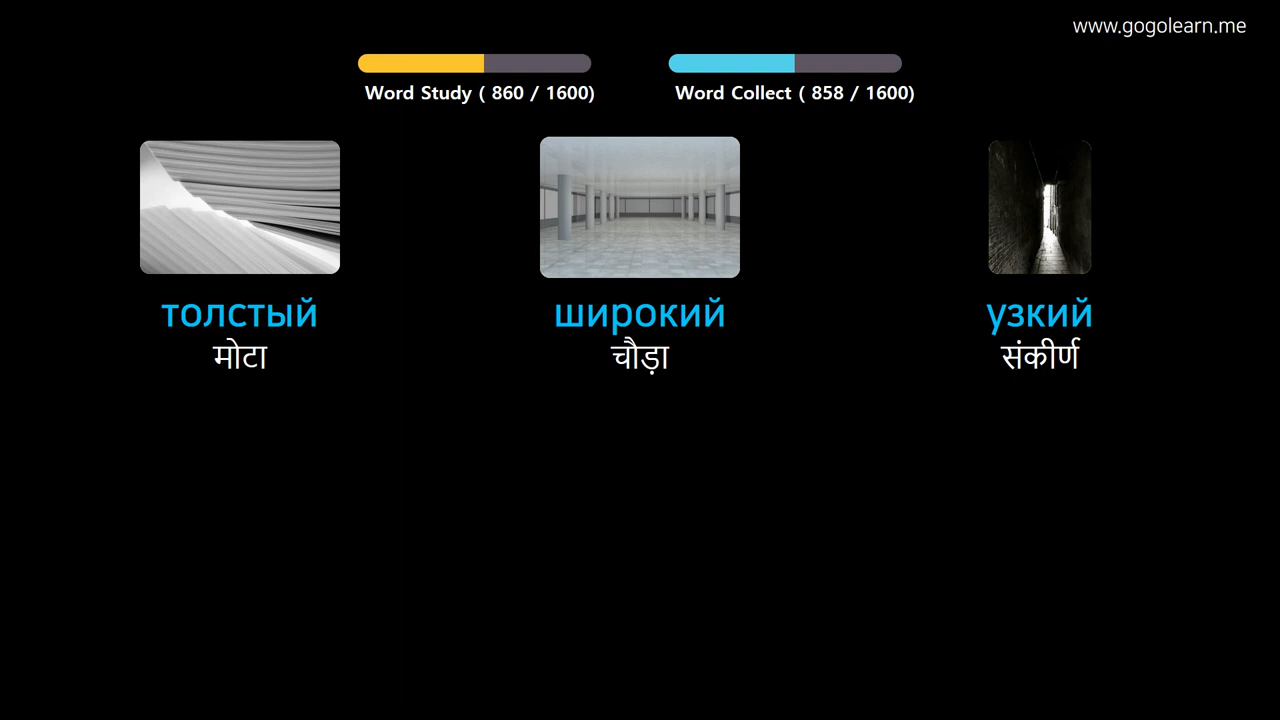 www.gogolearn.me
Word Study ( 860 / 1600)
Word Collect ( 858 / 1600)
толстый
широкий
узкий
मोटा
चौड़ा
संकीर्ण